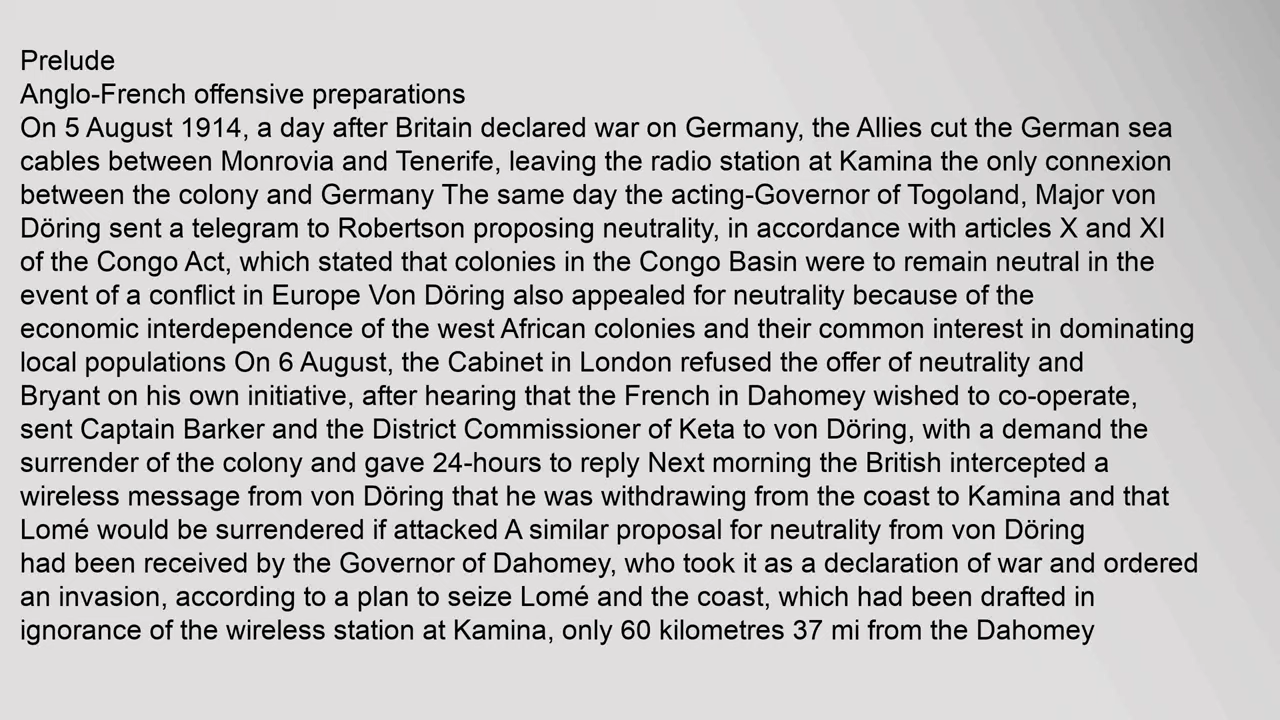 Prelude
Anglo-French offensive preparations
On 5 August 1914, a day after Britain declared war on Germany, the Allies cut the German sea
cables between Monrovia and Tenerife, leaving the radio station at Kamina the only connexion
between the colony and Germany The same day the acting-Governor of Togoland, Major von
Döring sent a telegram to Robertson proposing neutrality, in accordance with articles X and XI
of the Congo Act, which stated that colonies in the Congo Basin were to remain neutral in the
event of a conflict in Europe Von Döring also appealed for neutrality because of the
economic interdependence of the west African colonies and their common interest in dominating
local populations On 6 August, the Cabinet in London refused the offer of neutrality and
Bryant on his own initiative, after hearing that the French in Dahomey wished to co-operate,
sent Captain Barker and the District Commissioner of Keta to von Döring, with a demand the
surrender of the colony and gave 24-hours to reply Next morning the British intercepted a
wireless message from von Döring that he was withdrawing from the coast to Kamina and that
Lomé would be surrendered if attacked A similar proposal for neutrality from von Döring
had been received by the Governor of Dahomey, who took it as a declaration of war and ordered
an invasion, according to a plan to seize Lomé and the coast, which had been drafted in
ignorance of the wireless station at Kamina, only 60 kilometres 37 mi from the Dahomey